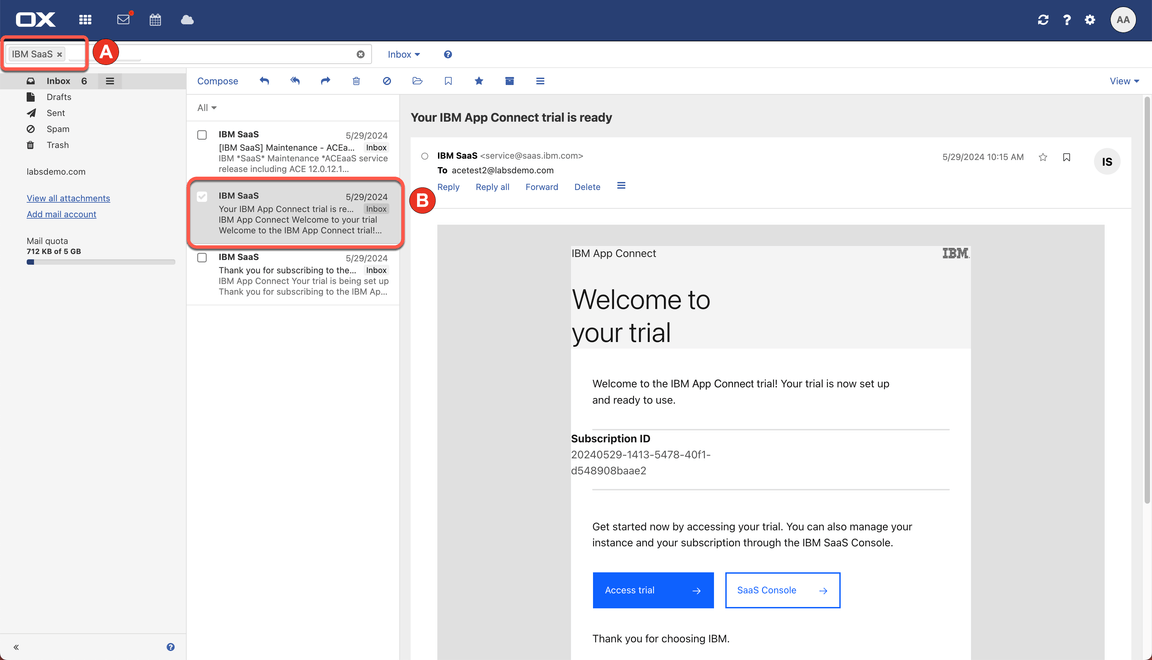 OX
AA
IBM SaaS ×
A
Inbox
Inbox 6
Drafts
Sent
Spam
Trash
labsdemo.com
View all attachments
Add mail account
Mail quota
712 KB of 5 GB
«
Compose
View
All
IBM SaaS 5/29/2024
[IBM SaaS] Maintenance - ACEa... Inbox
IBM *SaaS* Maintenance *ACEaaS service
release including ACE 12.0.12.1...
IBM SaaS 5/29/2024
Your IBM App Connect trial is re... Inbox
IBM App Connect Welcome to your trial
Welcome to the IBM App Connect trial!...
B
IBM SaaS 5/29/2024
Thank you for subscribing to the... Inbox
IBM App Connect Your trial is being set up
Thank you for subscribing to the IBM Ap...
Your IBM App Connect trial is ready
IBM SaaS <service@saas.ibm.com> 5/29/2024 10:15 AM
IS
To acetest2@labsdemo.com
Reply Reply all Forward Delete
IBM App Connect IBM
Welcome to
your trial
Welcome to the IBM App Connect trial! Your trial is now set up
and ready to use.
Subscription ID
20240529-1413-5478-40f1-
d548908baae2
Get started now by accessing your trial. You can also manage your
instance and your subscription through the IBM SaaS Console.
Access trial → SaaS Console →
Thank you for choosing IBM.